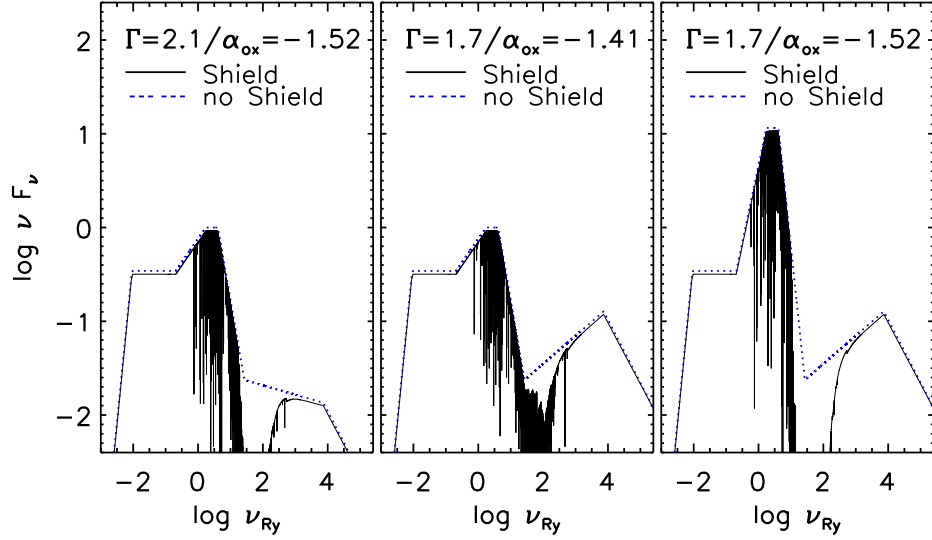 Γ=2.1/αox=−1.52
Shield
no Shield
Γ=1.7/αox=−1.41
Shield
no Shield
Γ=1.7/αox=−1.52
Shield
no Shield
log ν Fν
2
1
0
−1
−2
−2 0 2 4
−2 0 2 4
−2 0 2 4
log νRy
log νRy
log νRy